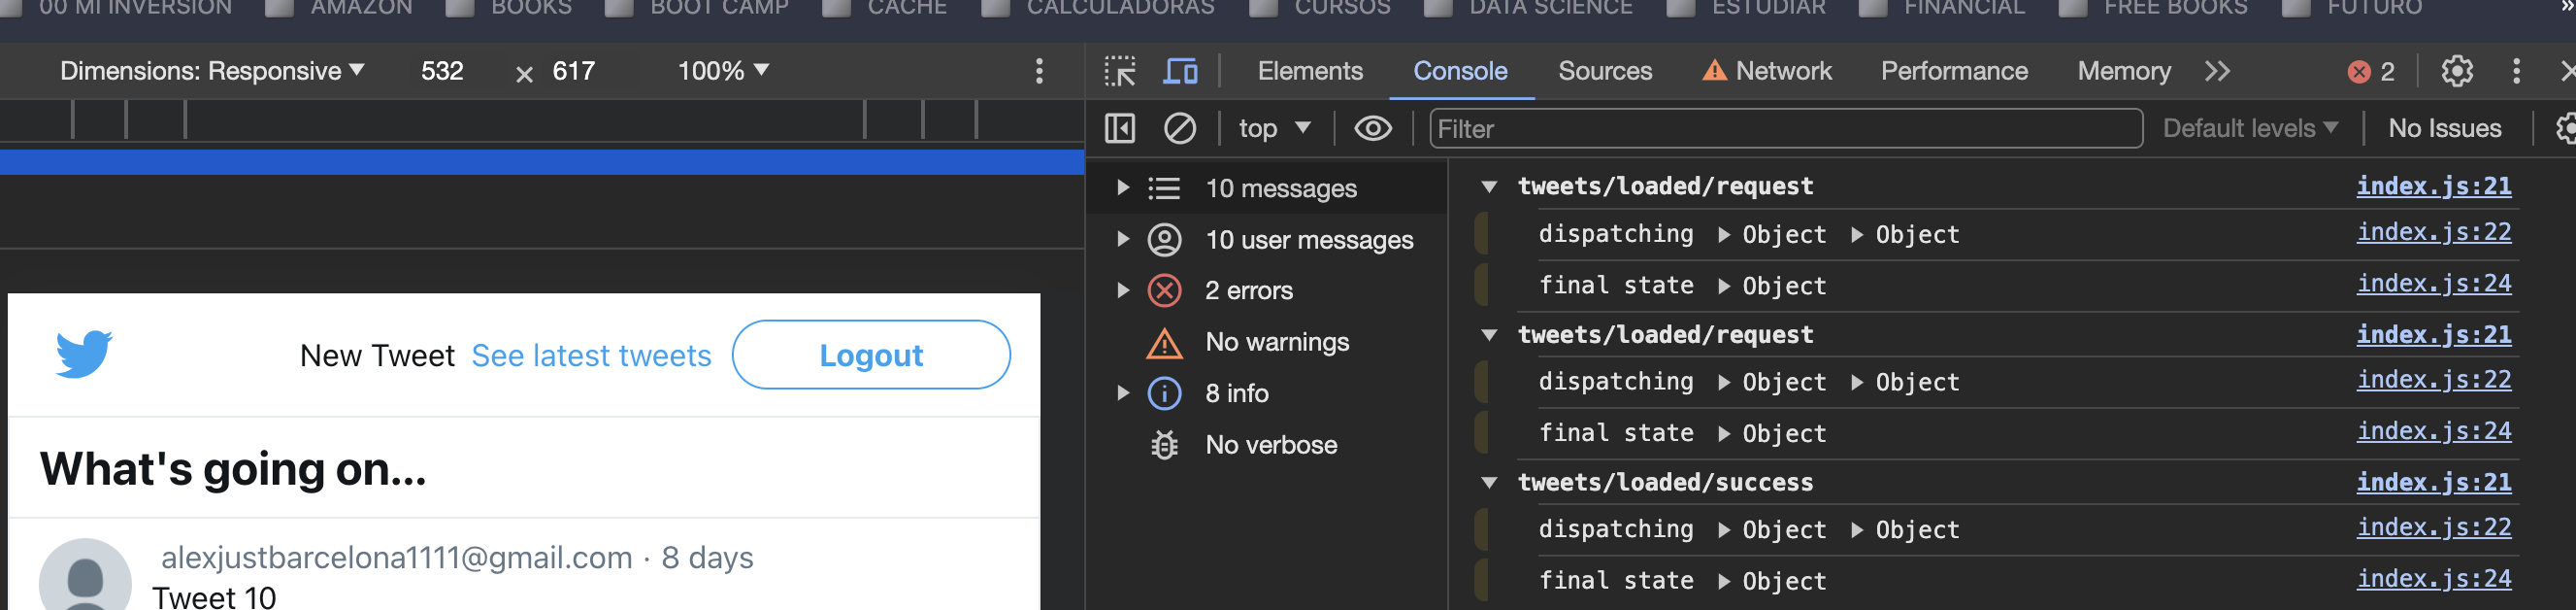 00 MI INVERSION AMAZON BOOKS BOOT CAMP CACHE CALCULADORAS CURSOS DATA SCIENCE ESTUDIAR FINANCIAL FREE BOOKS FUTURO »
Dimensions: Responsive 532 × 617 100%
Elements Console Sources Network Performance Memory 2
top Filter Default levels No Issues
10 messages
10 user messages
2 errors
No warnings
8 info
No verbose
tweets/loaded/request index.js:21
dispatching Object Object index.js:22
final state Object index.js:24
tweets/loaded/request index.js:21
dispatching Object Object index.js:22
final state Object index.js:24
tweets/loaded/success index.js:21
dispatching Object Object index.js:22
final state Object index.js:24
New Tweet See latest tweets Logout
What's going on...
alexjustbarcelona1111@gmail.com · 8 days
Tweet 10